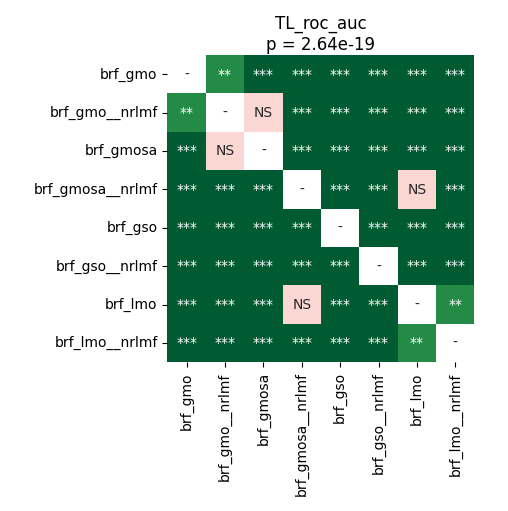 TL_roc_auc
p = 2.64e-19
brf_gmo - ** *** *** *** *** *** ***
brf_gmo__nrlmf ** - NS *** *** *** *** ***
brf_gmosa *** NS - *** *** *** *** ***
brf_gmosa__nrlmf *** *** *** - *** *** NS ***
brf_gso *** *** *** *** - *** *** ***
brf_gso__nrlmf *** *** *** *** *** - *** ***
brf_lmo *** *** *** NS *** *** - **
brf_lmo__nrlmf *** *** *** *** *** *** ** -
brf_gmo
brf_gmo__nrlmf
brf_gmosa
brf_gmosa__nrlmf
brf_gso
brf_gso__nrlmf
brf_lmo
brf_lmo__nrlmf